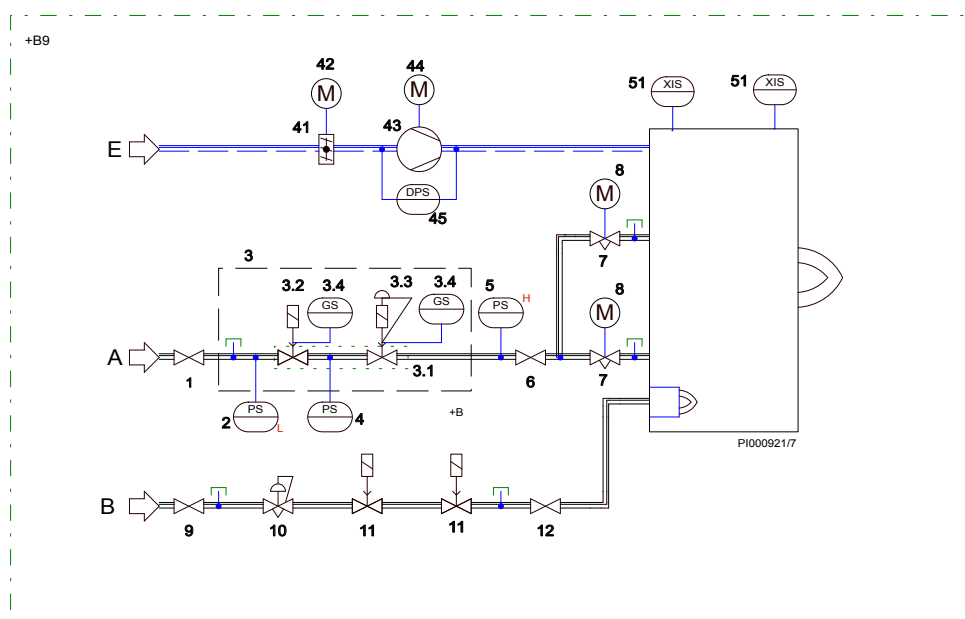 +B9
42
44
51
XIS
51
XIS
M
M
41
43
E
DPS
45
8
M
7
3
3.2
3.4
3.3
3.4
5
H
GS
GS
PS
8
M
A
1
3.1
6
7
2
PS
L
PS
4
+B
PI000921/7
B
9
10
11
11
12